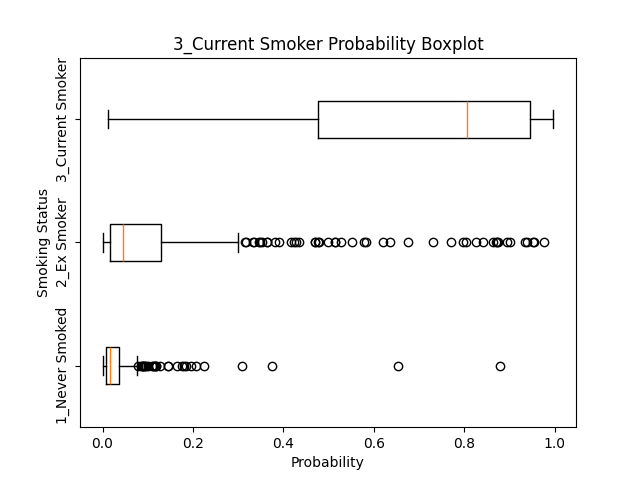 3_Current Smoker Probability Boxplot
Smoking Status
3_Current Smoker
2_Ex Smoker
1_Never Smoked
0.0 0.2 0.4 0.6 0.8 1.0
Probability